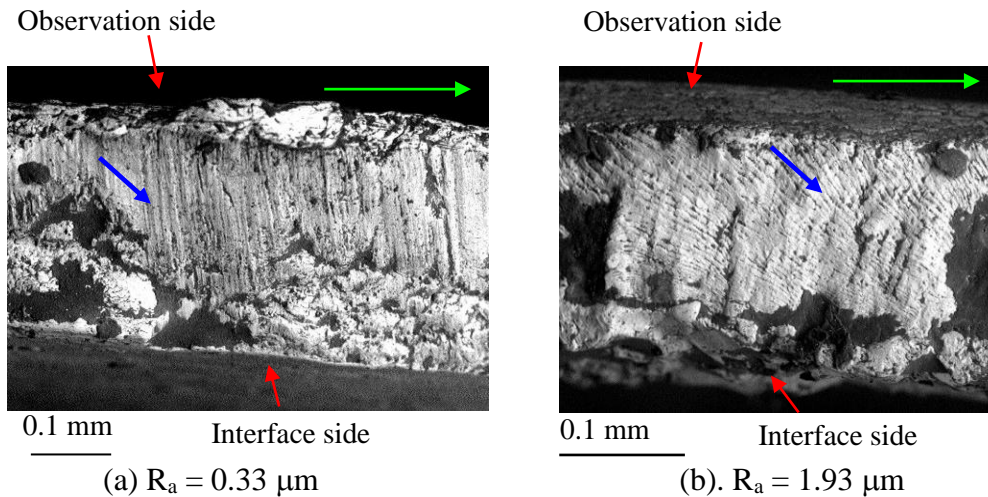 Observation side
Observation side
0.1 mm
Interface side
0.1 mm
Interface side
(a) Ra = 0.33 μm
(b). Ra = 1.93 μm